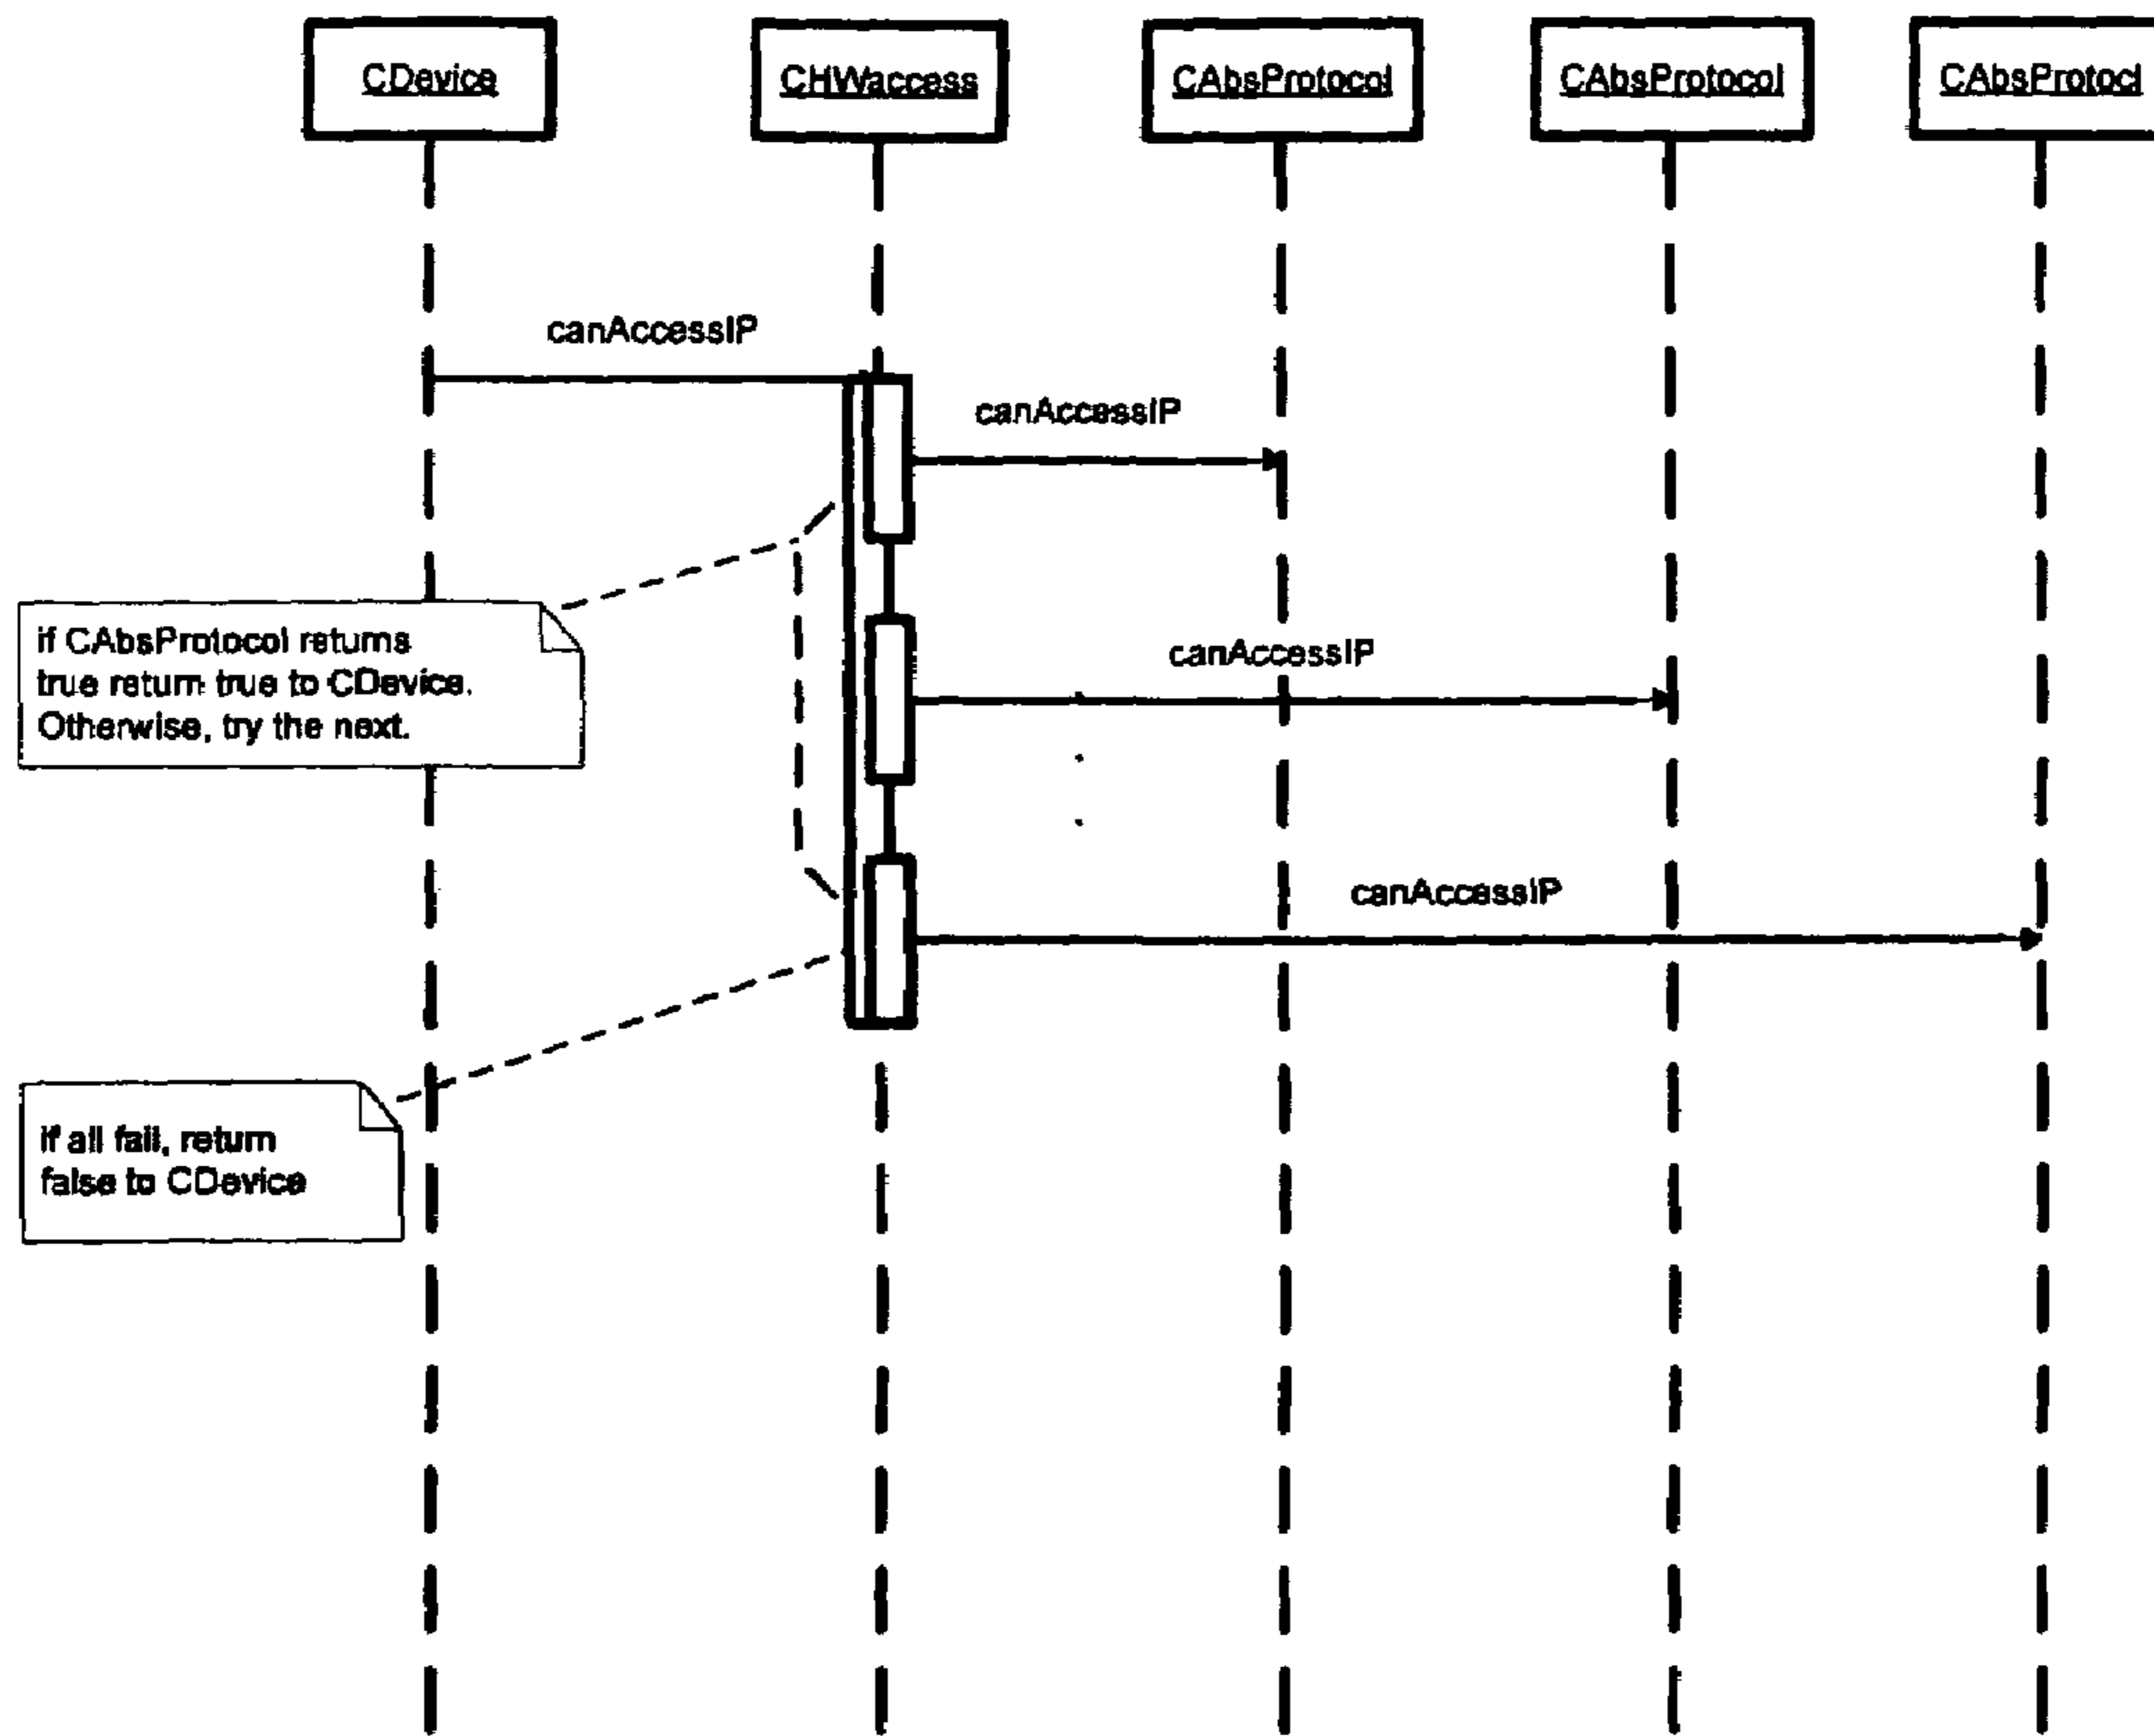 CDevice
CHWaccess
CAbsProtocol
CAbsProtocol
CAbsProtocl
canAccessIP
canAccessIP
if CAbsProtocol returns
true return true to CDevice.
Otherwise, try the next.
canAccessIP
canAccessIP
if all fail, return
false to CDevice